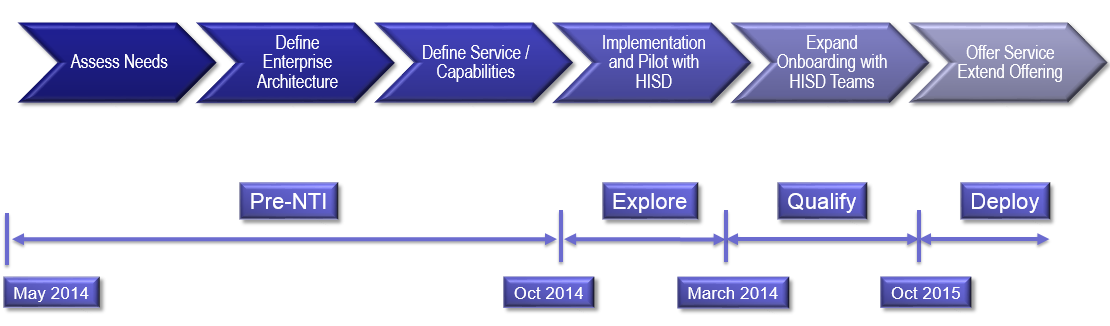 Assess Needs
Define
Enterprise
Architecture
Define Service /
Capabilities
Implementation
and Pilot with
HISD
Expand
Onboarding with
HISD Teams
Offer Service
Extend Offering
Pre-NTI
Explore
Qualify
Deploy
May 2014
Oct 2014
March 2014
Oct 2015